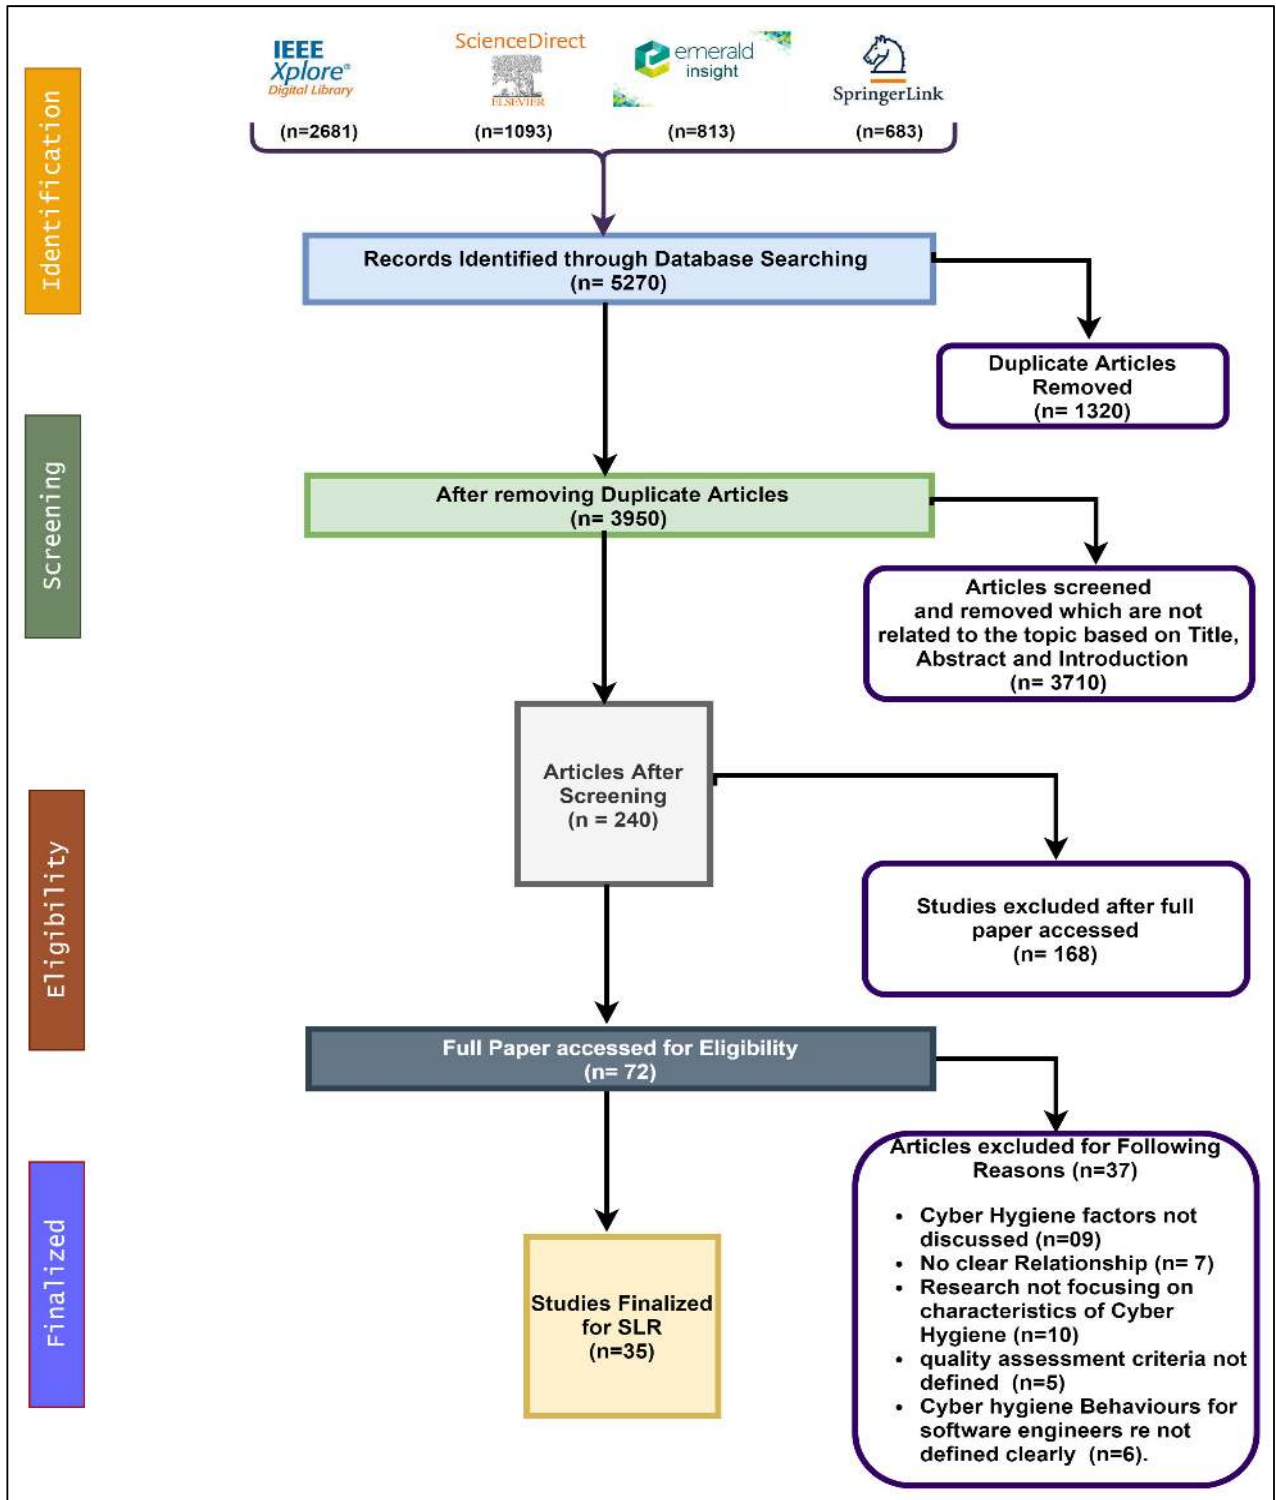 IEEE
Xplore®
Digital Library
ScienceDirect
ELSEVIER
emerald
insight
SpringerLink
(n=2681)
(n=1093)
(n=813)
(n=683)
Identification
Records Identified through Database Searching
(n= 5270)
Duplicate Articles
Removed
(n= 1320)
Screening
After removing Duplicate Articles
(n= 3950)
Articles screened
and removed which are not
related to the topic based on Title,
Abstract and Introduction
(n= 3710)
Articles After
Screening
(n = 240)
Eligibility
Studies excluded after full
paper accessed
(n= 168)
Full Paper accessed for Eligibility
(n= 72)
Finalized
Studies Finalized
for SLR
(n=35)
Articles excluded for Following
Reasons (n=37)
• Cyber Hygiene factors not
discussed (n=09)
• No clear Relationship (n= 7)
• Research not focusing on
characteristics of Cyber
Hygiene (n=10)
• quality assessment criteria not
defined (n=5)
• Cyber hygiene Behaviours for
software engineers re not
defined clearly (n=6).